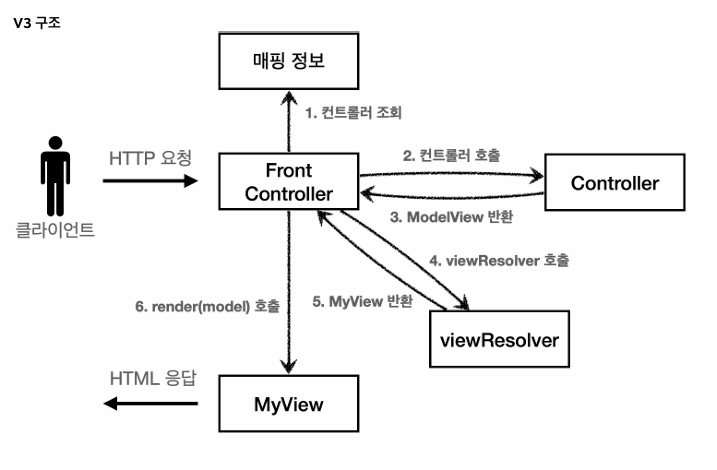 V3 구조
매핑 정보
1. 컨트롤러 조회
HTTP 요청
Front
Controller
2. 컨트롤러 호출
Controller
3. ModelView 반환
클라이언트
4. viewResolver 호출
5. MyView 반환
6. render(model) 호출
viewResolver
HTML 응답
MyView